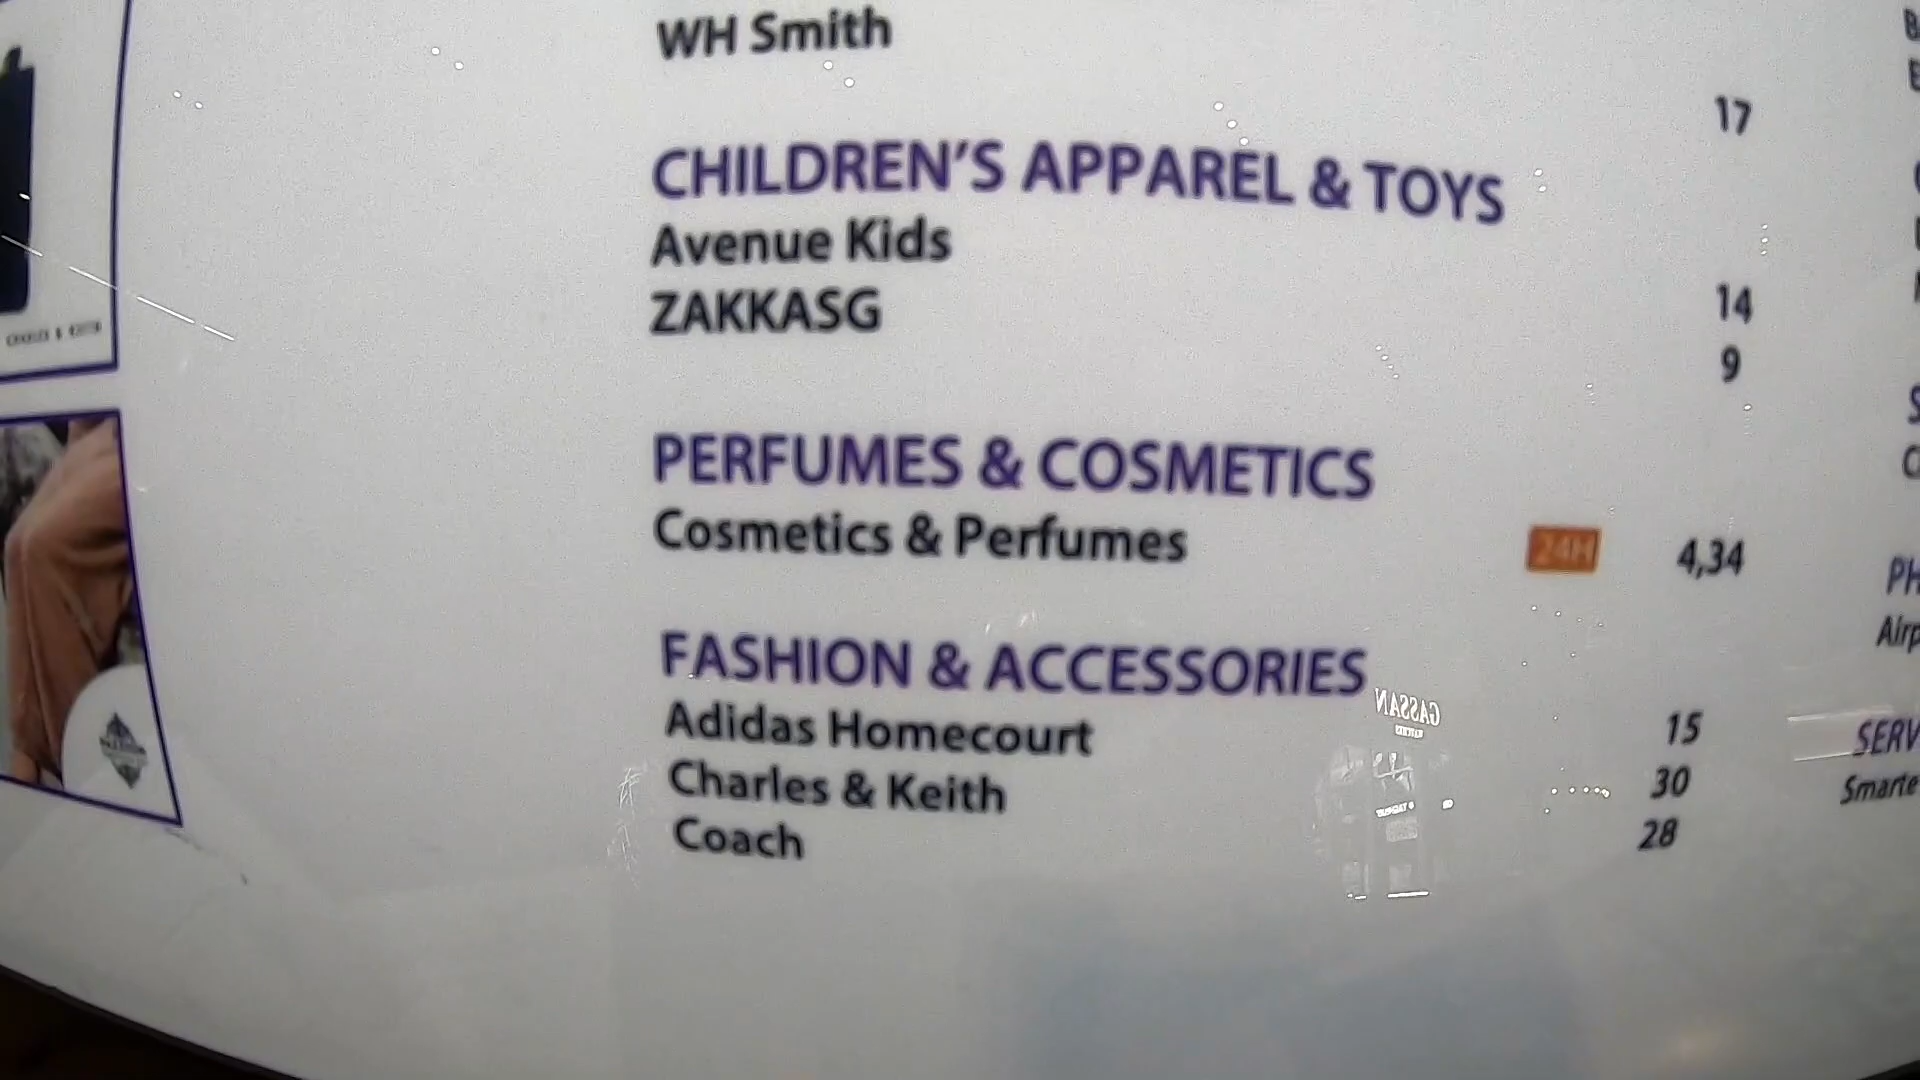 WH Smith
17
CHILDREN'S APPAREL & TOYS
Avenue Kids 14
ZAKKASG 9
PERFUMES & COSMETICS
Cosmetics & Perfumes 24H 4,34
FASHION & ACCESSORIES
Adidas Homecourt 15
Charles & Keith 30
Coach 28
GASSAN